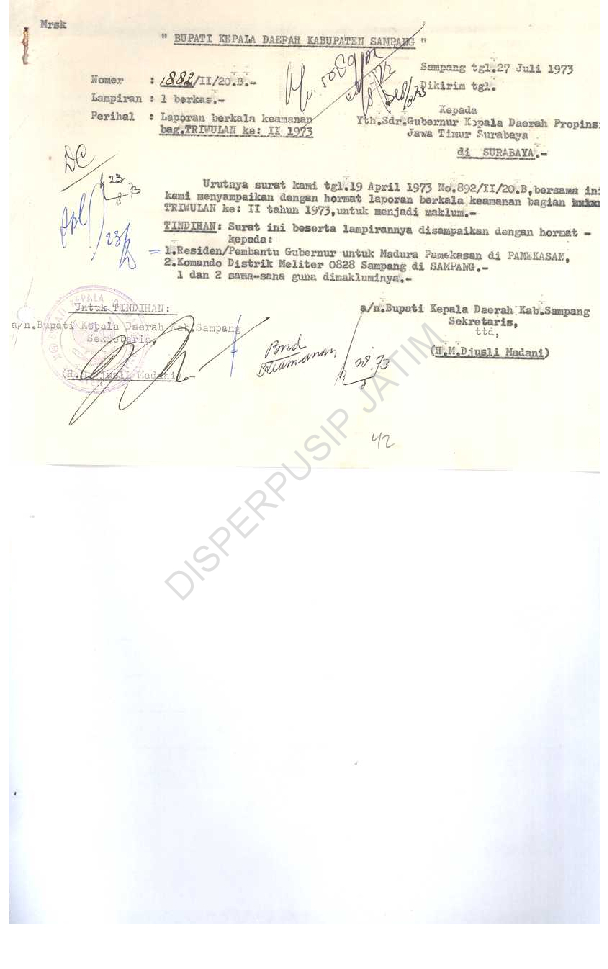 Mrsk
" BUPATI KEPALA DAERAH KABUPATEN SAMPANG "
Sampang tgl.27 Juli 1973
Nomer : 1882/II/20.B.-
Dikirim tgl.
Lampiran : 1 berkas.-
Kepada
Perihal : Laporan berkala keamanan
bag.TRIWULAN ke: II 1973
Yth.Sdr.Gubernur Kepala Daerah Propinsi
Jawa Timur Surabaya
di SURABAYA.-
DC
23
Urutnya surat kami tgl.19 April 1973 No.892/II/20.B,bersama ini
kami menyampaikan dengan hormat laporan berkala keamanan bagian
TRIWULAN ke: II tahun 1973,untuk menjadi maklum.-
TINDIHAN: Surat ini beserta lampirannya disampaikan dengan hormat -
kepada:
1.Residen/Pembantu Gubernur untuk Madura Pamekasan di PAMEKASAN.
2.Komando Distrik Meliter 0828 Sampang di SAMPANG.-
1 dan 2 sama-sama guna dimakluminya.-
a/n.Bupati Kepala Daerah Kab.Sampang
Sekretaris,
ttd,
(H.M.Djusli Madani)
Untuk TINDIHAN:
a/n.Bupati Kepala Daerah Kab.Sampang
Sekretaris,
(H.M.Djusli Madani)
42
DISPERPUSIP JATIM